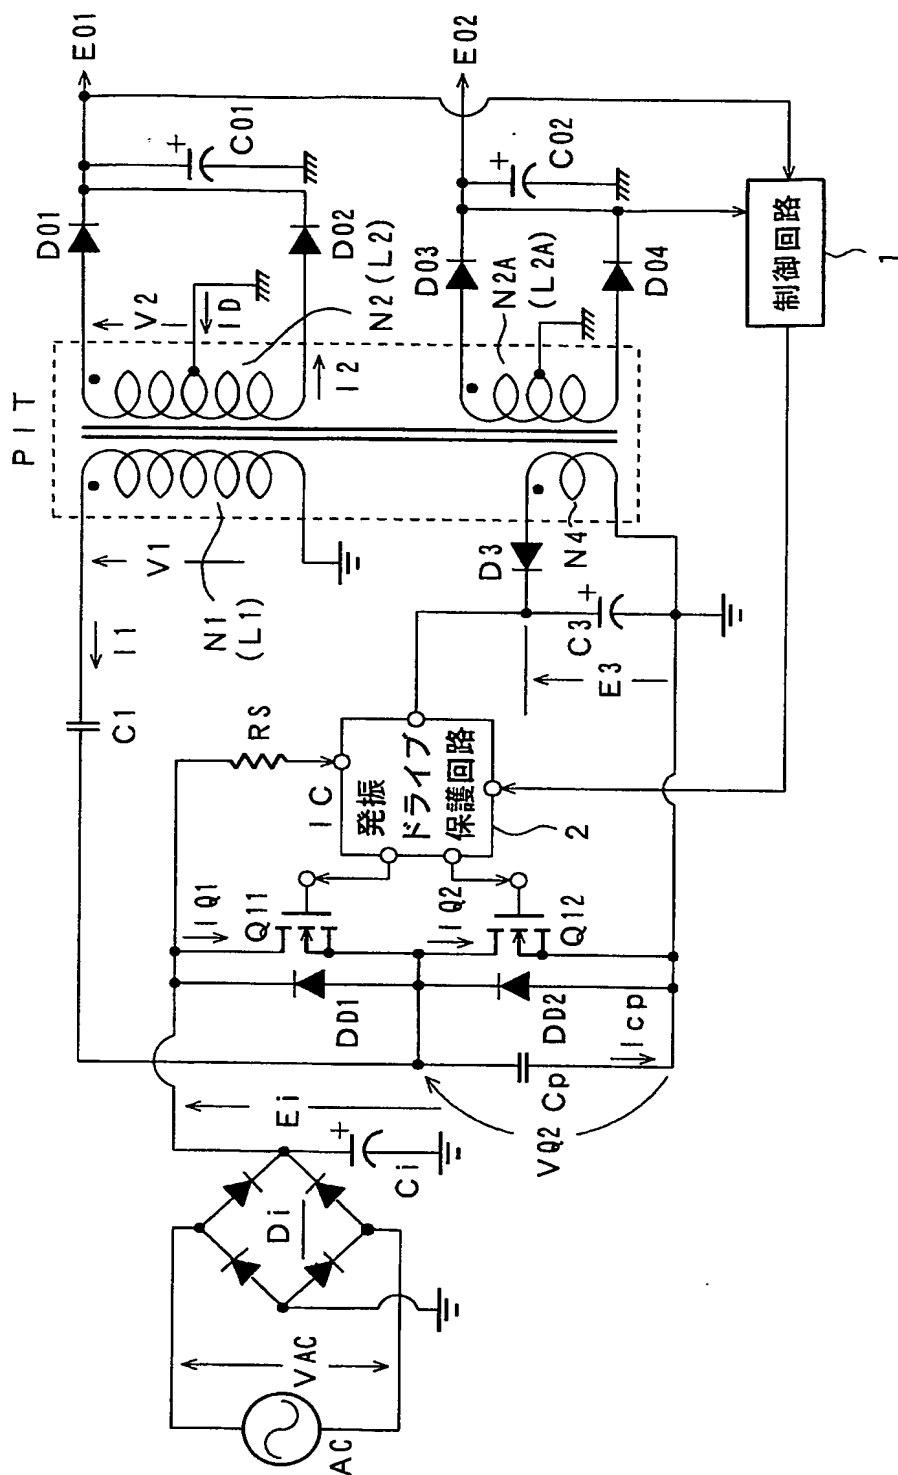 AC
VAC
Di
Ci
+
Ei
VQ2
Cp
Icp
DD1
DD2
IQ1
Q11
IQ2
Q12
RS
IC
発振
ドライブ
保護回路
2
C1
I1
V1
N1
(L1)
PIT
D3
C3
+
E3
N4
V2
ID
I2
N2(L2)
D01
D02
C01
+
E01
N2A
(L2A)
D03
D04
C02
+
E02
制御回路
1